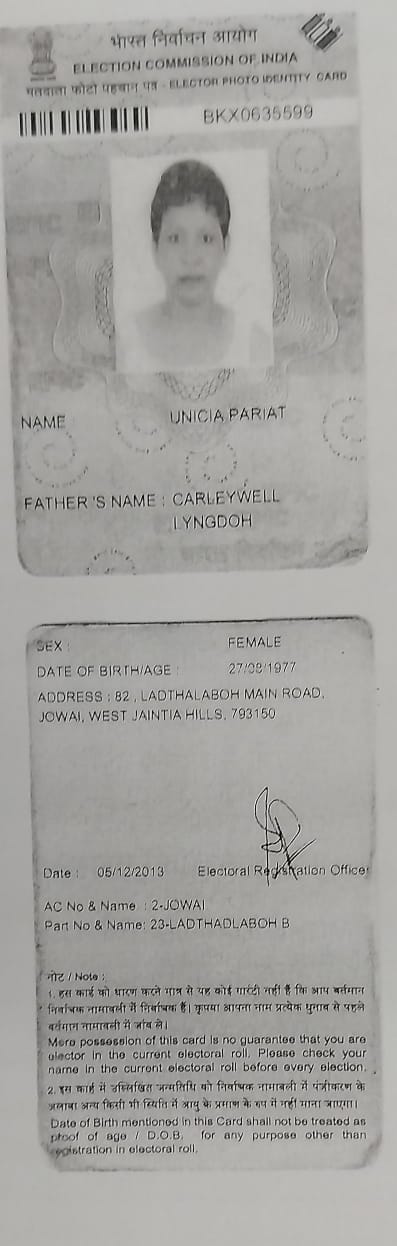 भारत निर्वाचन आयोग
ELECTION COMMISSION OF INDIA
मतदाता फोटो पहचान पत्र - ELECTOR PHOTO IDENTITY CARD
BKX0635599
NAME UNICIA PARIAT
FATHER'S NAME : CARLEYWELL
LYNGDOH
SEX : FEMALE
DATE OF BIRTH/AGE : 27/08/1977
ADDRESS : 82 , LADTHALABOH MAIN ROAD,
JOWAI, WEST JAINTIA HILLS, 793150
Date : 05/12/2013 Electoral Registration Officer
AC No & Name : 2-JOWAI
Part No & Name: 23-LADTHADLABOH B
नोट / Note :
1. इस कार्ड को धारण करने मात्र से यह कोई गारंटी नहीं है कि आप वर्तमान
निर्वाचक नामावली में निर्वाचक हैं। कृपया आपना नाम प्रत्येक चुनाव से पहले
वर्तमान नामावली में जांच ले।
Mere possession of this card is no guarantee that you are
elector in the current electoral roll. Please check your
name in the current electoral roll before every election.
2. इस कार्ड में उल्लिखित जन्मतिथि को निर्वाचक नामावली में पंजीकरण के
अलावा अन्य किसी भी स्थिति में आयु के प्रमाण के रुप में नहीं माना जाएगा।
Date of Birth mentioned in this Card shall not be treated as
proof of age / D.O.B. for any purpose other than
registration in electoral roll.